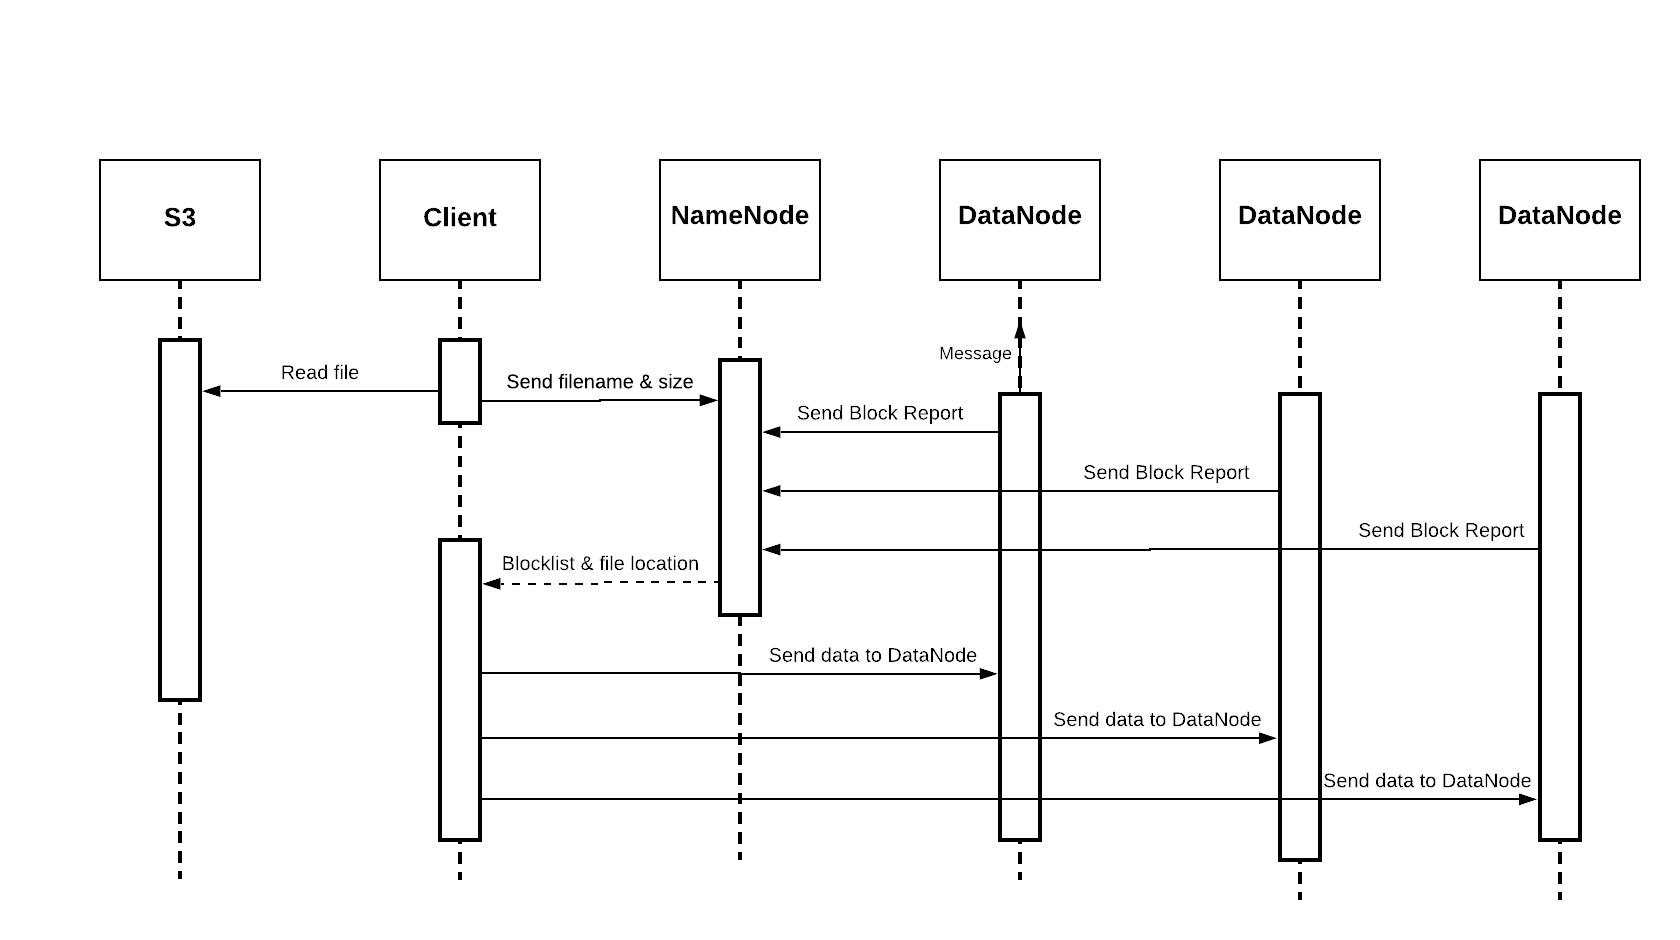 S3
Client
NameNode
DataNode
DataNode
DataNode
Message
Read file
Send filename & size
Send Block Report
Send Block Report
Send Block Report
Blocklist & file location
Send data to DataNode
Send data to DataNode
Send data to DataNode